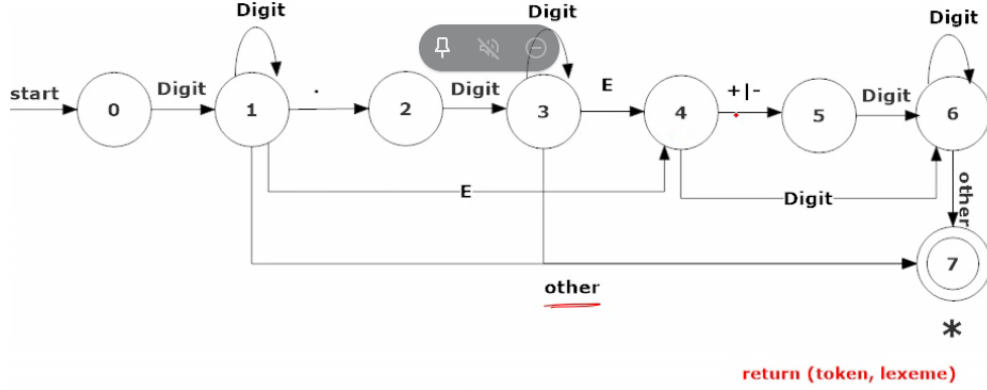 Digit
Digit
Digit
start
Digit
.
Digit
E
+|-
Digit
0
1
2
3
4
5
6
E
Digit
other
7
other
*
return (token, lexeme)